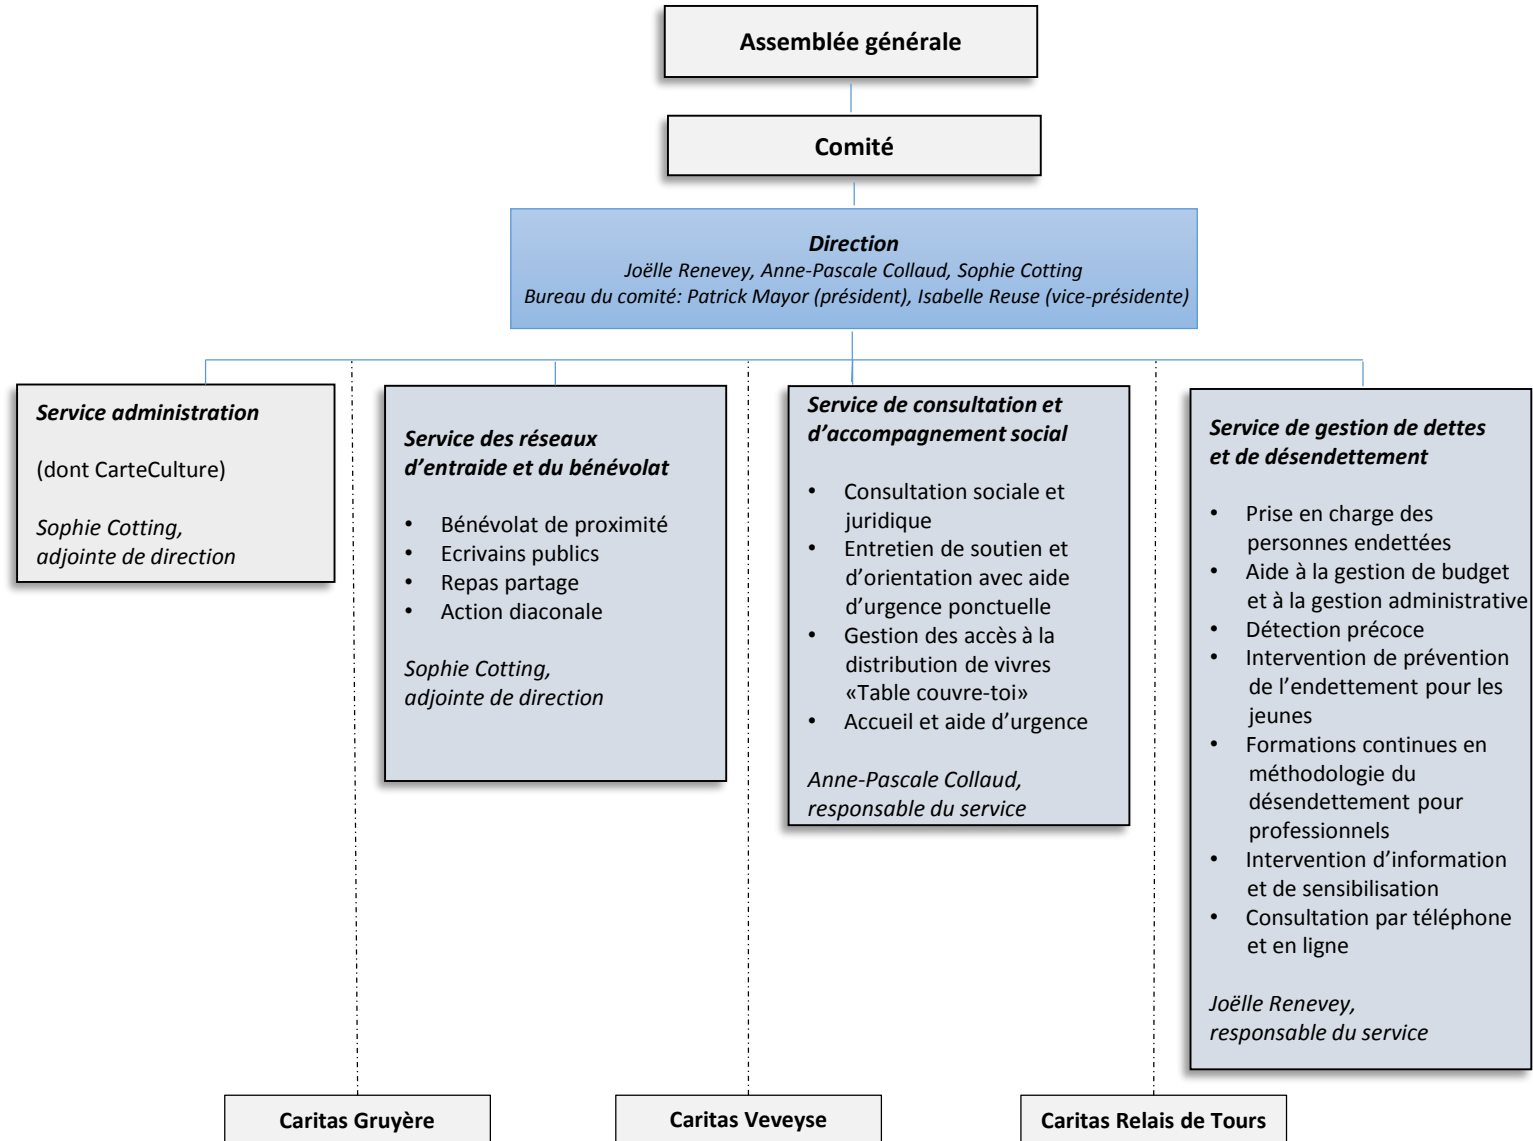 Assemblée générale
Comité
Direction
Joëlle Renevey, Anne-Pascale Collaud, Sophie Cotting
Bureau du comité: Patrick Mayor (président), Isabelle Reuse (vice-présidente)
Service administration
(dont CarteCulture)
Sophie Cotting,
adjointe de direction
Service des réseaux
d’entraide et du bénévolat
• Bénévolat de proximité
• Ecrivains publics
• Repas partage
• Action diaconale
Sophie Cotting,
adjointe de direction
Service de consultation et
d’accompagnement social
• Consultation sociale et
juridique
• Entretien de soutien et
d’orientation avec aide
d’urgence ponctuelle
• Gestion des accès à la
distribution de vivres
«Table couvre-toi»
• Accueil et aide d’urgence
Anne-Pascale Collaud,
responsable du service
Service de gestion de dettes
et de désendettement
• Prise en charge des
personnes endettées
• Aide à la gestion de budget
et à la gestion administrative
• Détection précoce
• Intervention de prévention
de l’endettement pour les
jeunes
• Formations continues en
méthodologie du
désendettement pour
professionnels
• Intervention d’information
et de sensibilisation
• Consultation par téléphone
et en ligne
Joëlle Renevey,
responsable du service
Caritas Gruyère
Caritas Veveyse
Caritas Relais de Tours